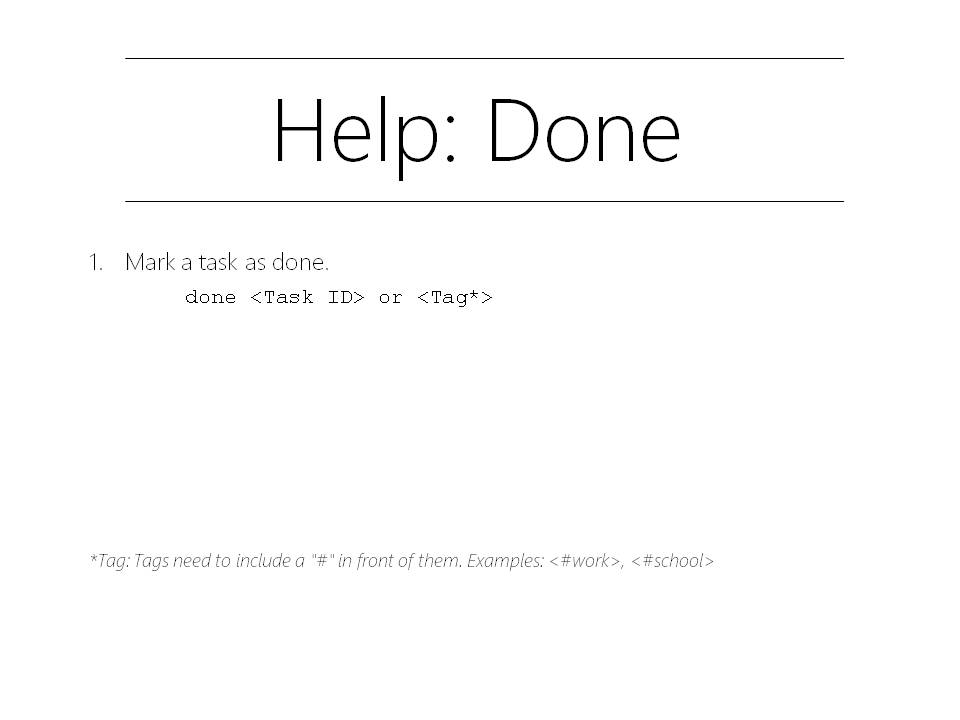 Help: Done
1. Mark a task as done.
done <Task ID> or <Tag*>
*Tag: Tags need to include a "#" in front of them. Examples: <#work>, <#school>